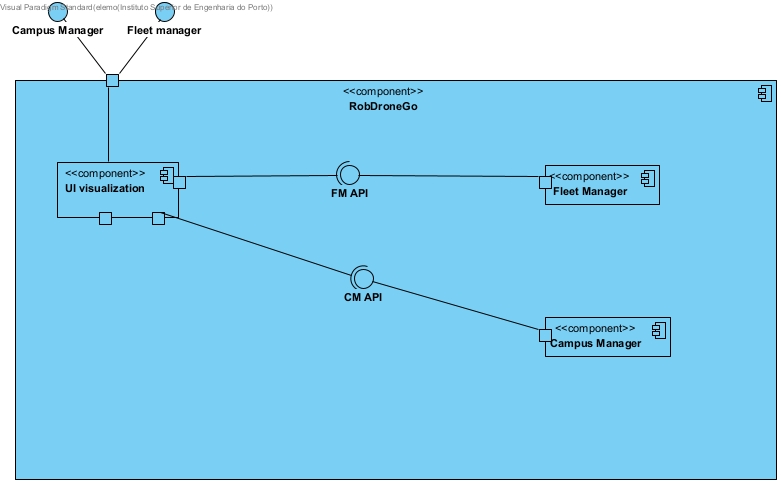 Visual Paradigm Standard(elemo(Instituto Superior de Engenharia do Porto))
Campus Manager
Fleet manager
<<component>>
RobDroneGo
<<component>>
UI visualization
FM API
<<component>>
Fleet Manager
CM API
<<component>>
Campus Manager